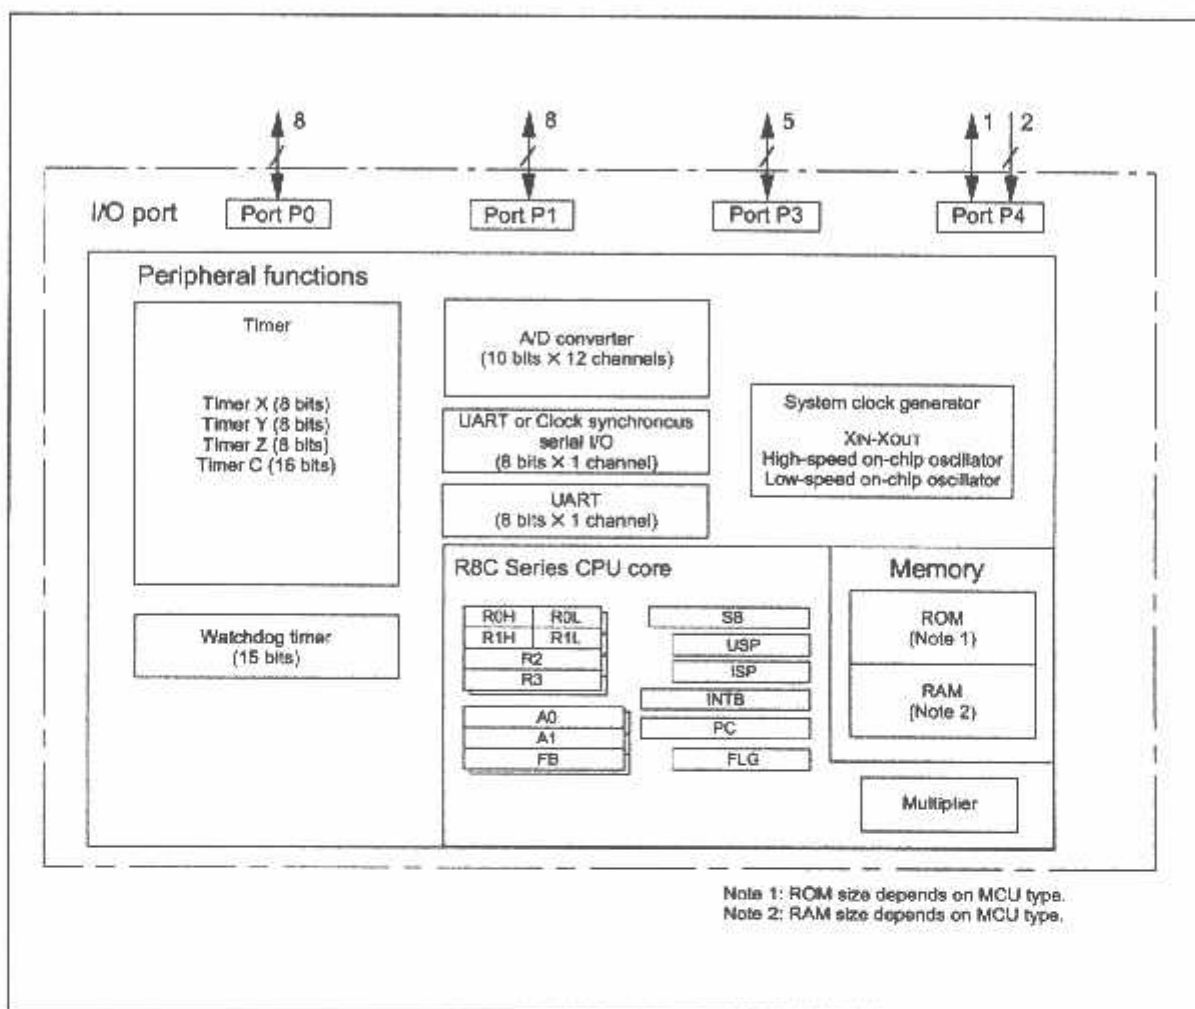 8
8
5
1
2
I/O port
Port P0
Port P1
Port P3
Port P4
Peripheral functions
Timer
Timer X (8 bits)
Timer Y (8 bits)
Timer Z (8 bits)
Timer C (16 bits)
Watchdog timer
(15 bits)
A/D converter
(10 bits × 12 channels)
UART or Clock synchronous
serial I/O
(8 bits × 1 channel)
UART
(8 bits × 1 channel)
System clock generator
XIN-XOUT
High-speed on-chip oscillator
Low-speed on-chip oscillator
R8C Series CPU core
R0H R0L
R1H R1L
R2
R3
A0
A1
FB
SB
USP
ISP
INTB
PC
FLG
Memory
ROM
(Note 1)
RAM
(Note 2)
Multiplier
Note 1: ROM size depends on MCU type.
Note 2: RAM size depends on MCU type.